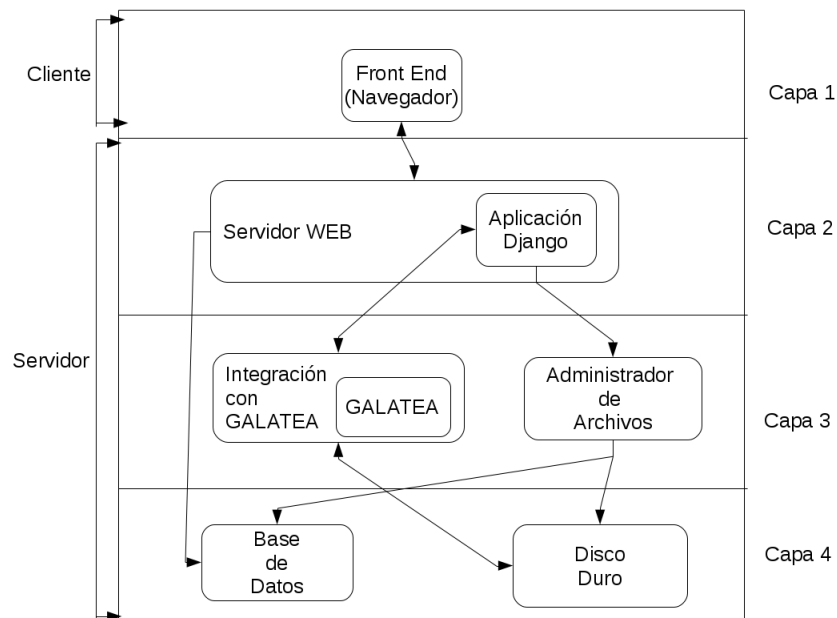 Cliente
Front End
(Navegador)
Capa 1
Servidor WEB
Aplicación
Django
Capa 2
Servidor
Integración
con
GALATEA
GALATEA
Administrador
de
Archivos
Capa 3
Base
de
Datos
Disco
Duro
Capa 4